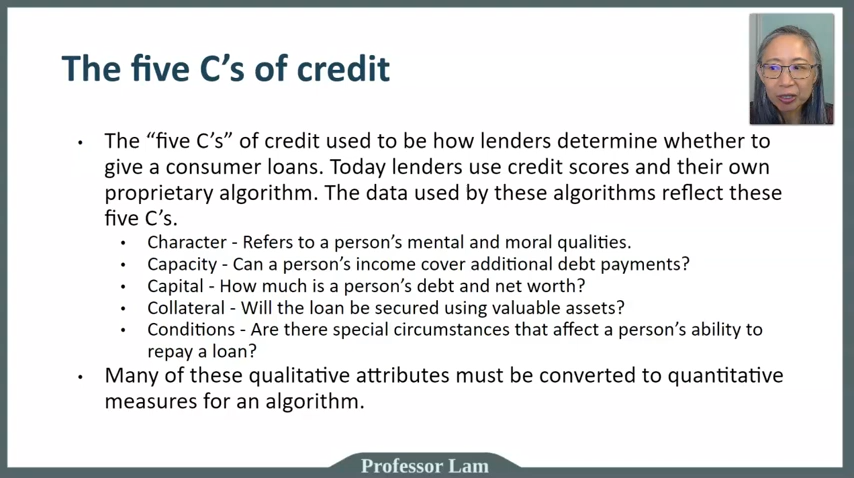 The five C’s of credit
• The “five C’s” of credit used to be how lenders determine whether to
give a consumer loans. Today lenders use credit scores and their own
proprietary algorithm. The data used by these algorithms reflect these
five C’s.
• Character - Refers to a person’s mental and moral qualities.
• Capacity - Can a person’s income cover additional debt payments?
• Capital - How much is a person’s debt and net worth?
• Collateral - Will the loan be secured using valuable assets?
• Conditions - Are there special circumstances that affect a person’s ability to
repay a loan?
• Many of these qualitative attributes must be converted to quantitative
measures for an algorithm.
Professor Lam